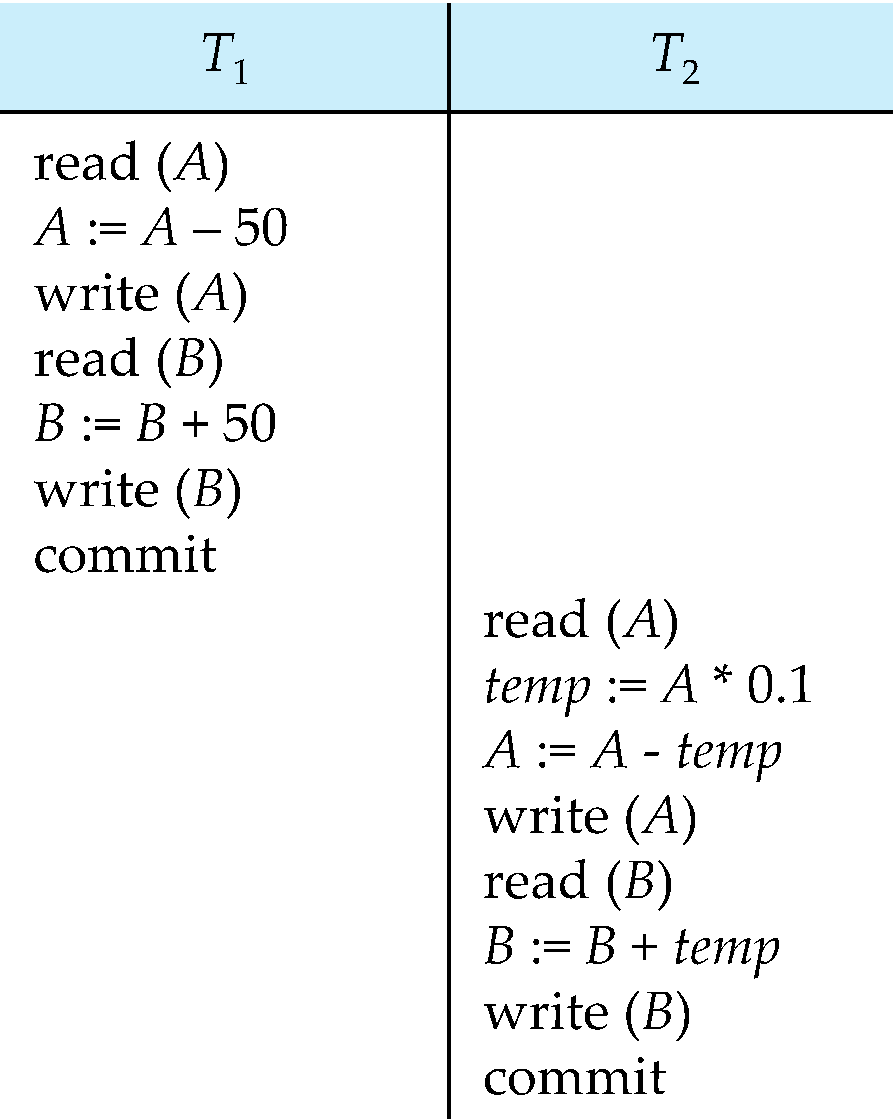 T1 T2
read (A)
A := A – 50
write (A)
read (B)
B := B + 50
write (B)
commit
read (A)
temp := A * 0.1
A := A - temp
write (A)
read (B)
B := B + temp
write (B)
commit